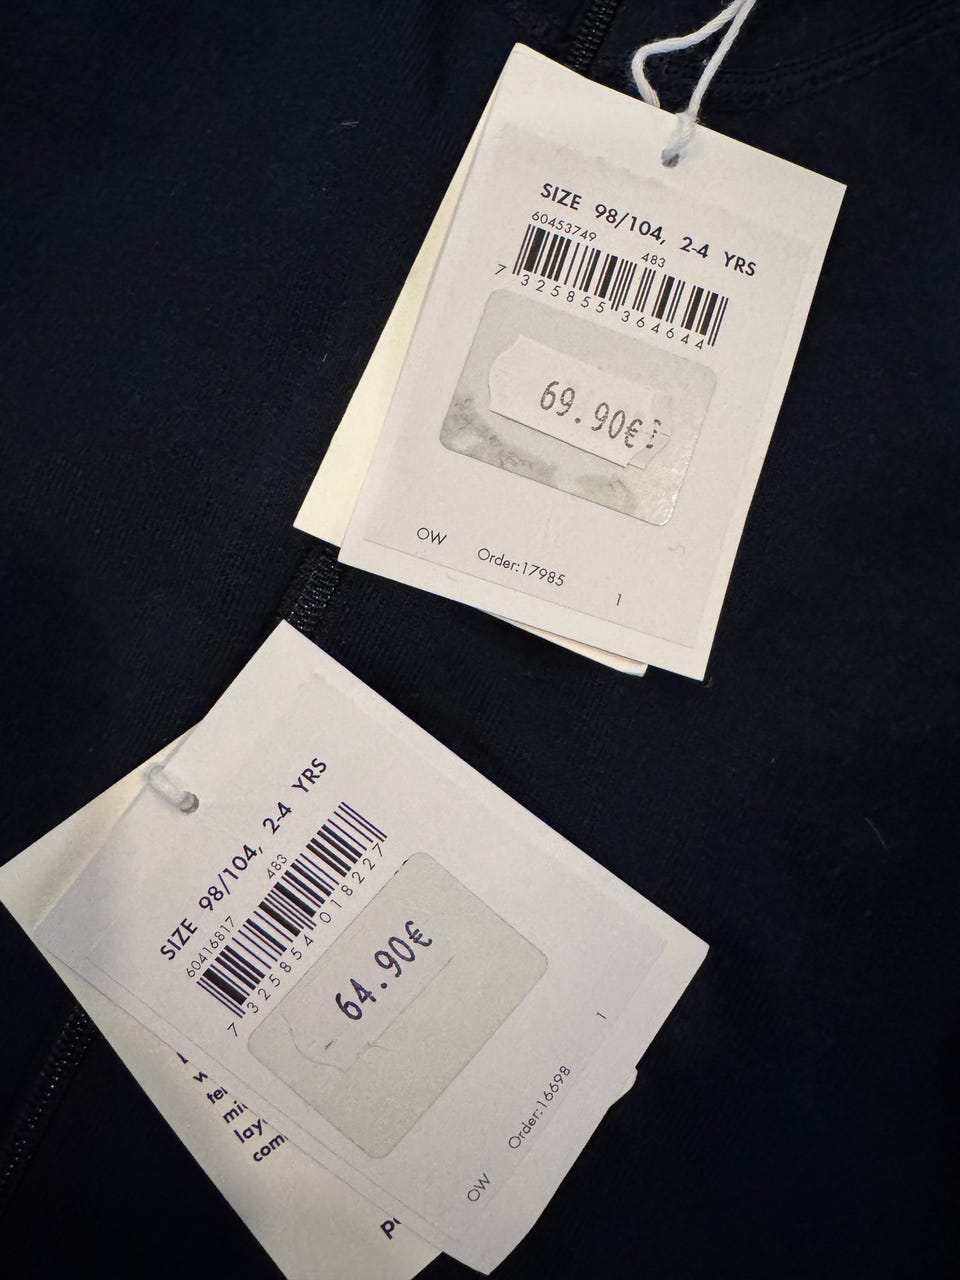 SIZE 98/104, 2-4 YRS
60453749 483
7 325855 364644
69.90€
OW Order:17985
1
SIZE 98/104, 2-4 YRS
60416817 483
7 325854 018227
64.90€
OW Order:16698
1